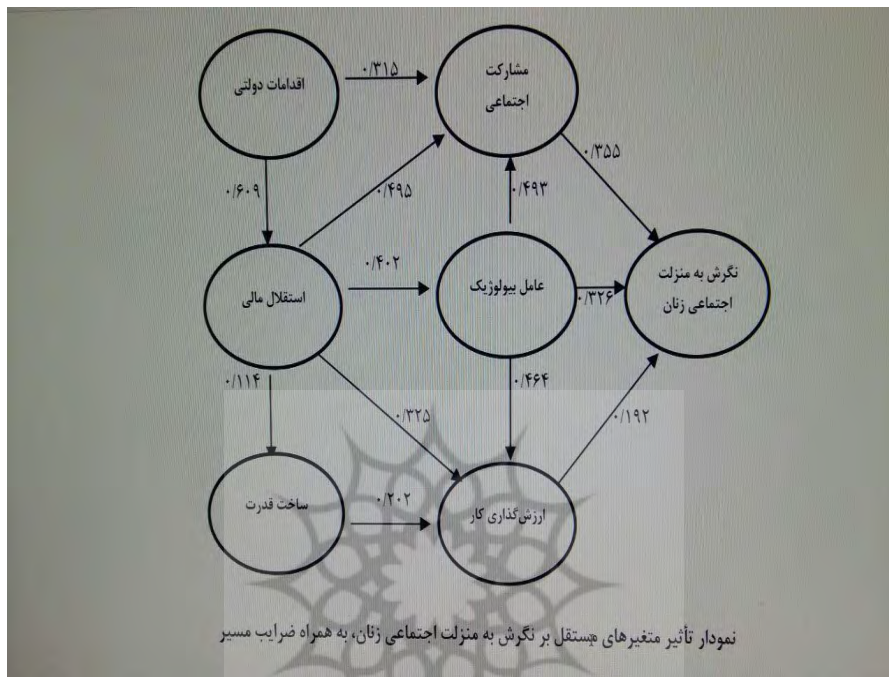 اقدامات دولتی
۰/۳۱۵
مشارکت
اجتماعی
۰/۳۵۵
۰/۶۰۹
۰/۴۹۵
۰/۴۹۳
استقلال مالی
۰/۴۰۲
عامل بیولوژیک
۰/۳۲۶
نگرش به منزلت
اجتماعی زنان
۰/۱۱۴
۰/۳۲۵
۰/۴۶۴
۰/۱۹۲
ساخت قدرت
۰/۲۰۲
ارزش‌گذاری کار
نمودار تأثیر متغیرهای مستقل بر نگرش به منزلت اجتماعی زنان، به همراه ضرایب مسیر